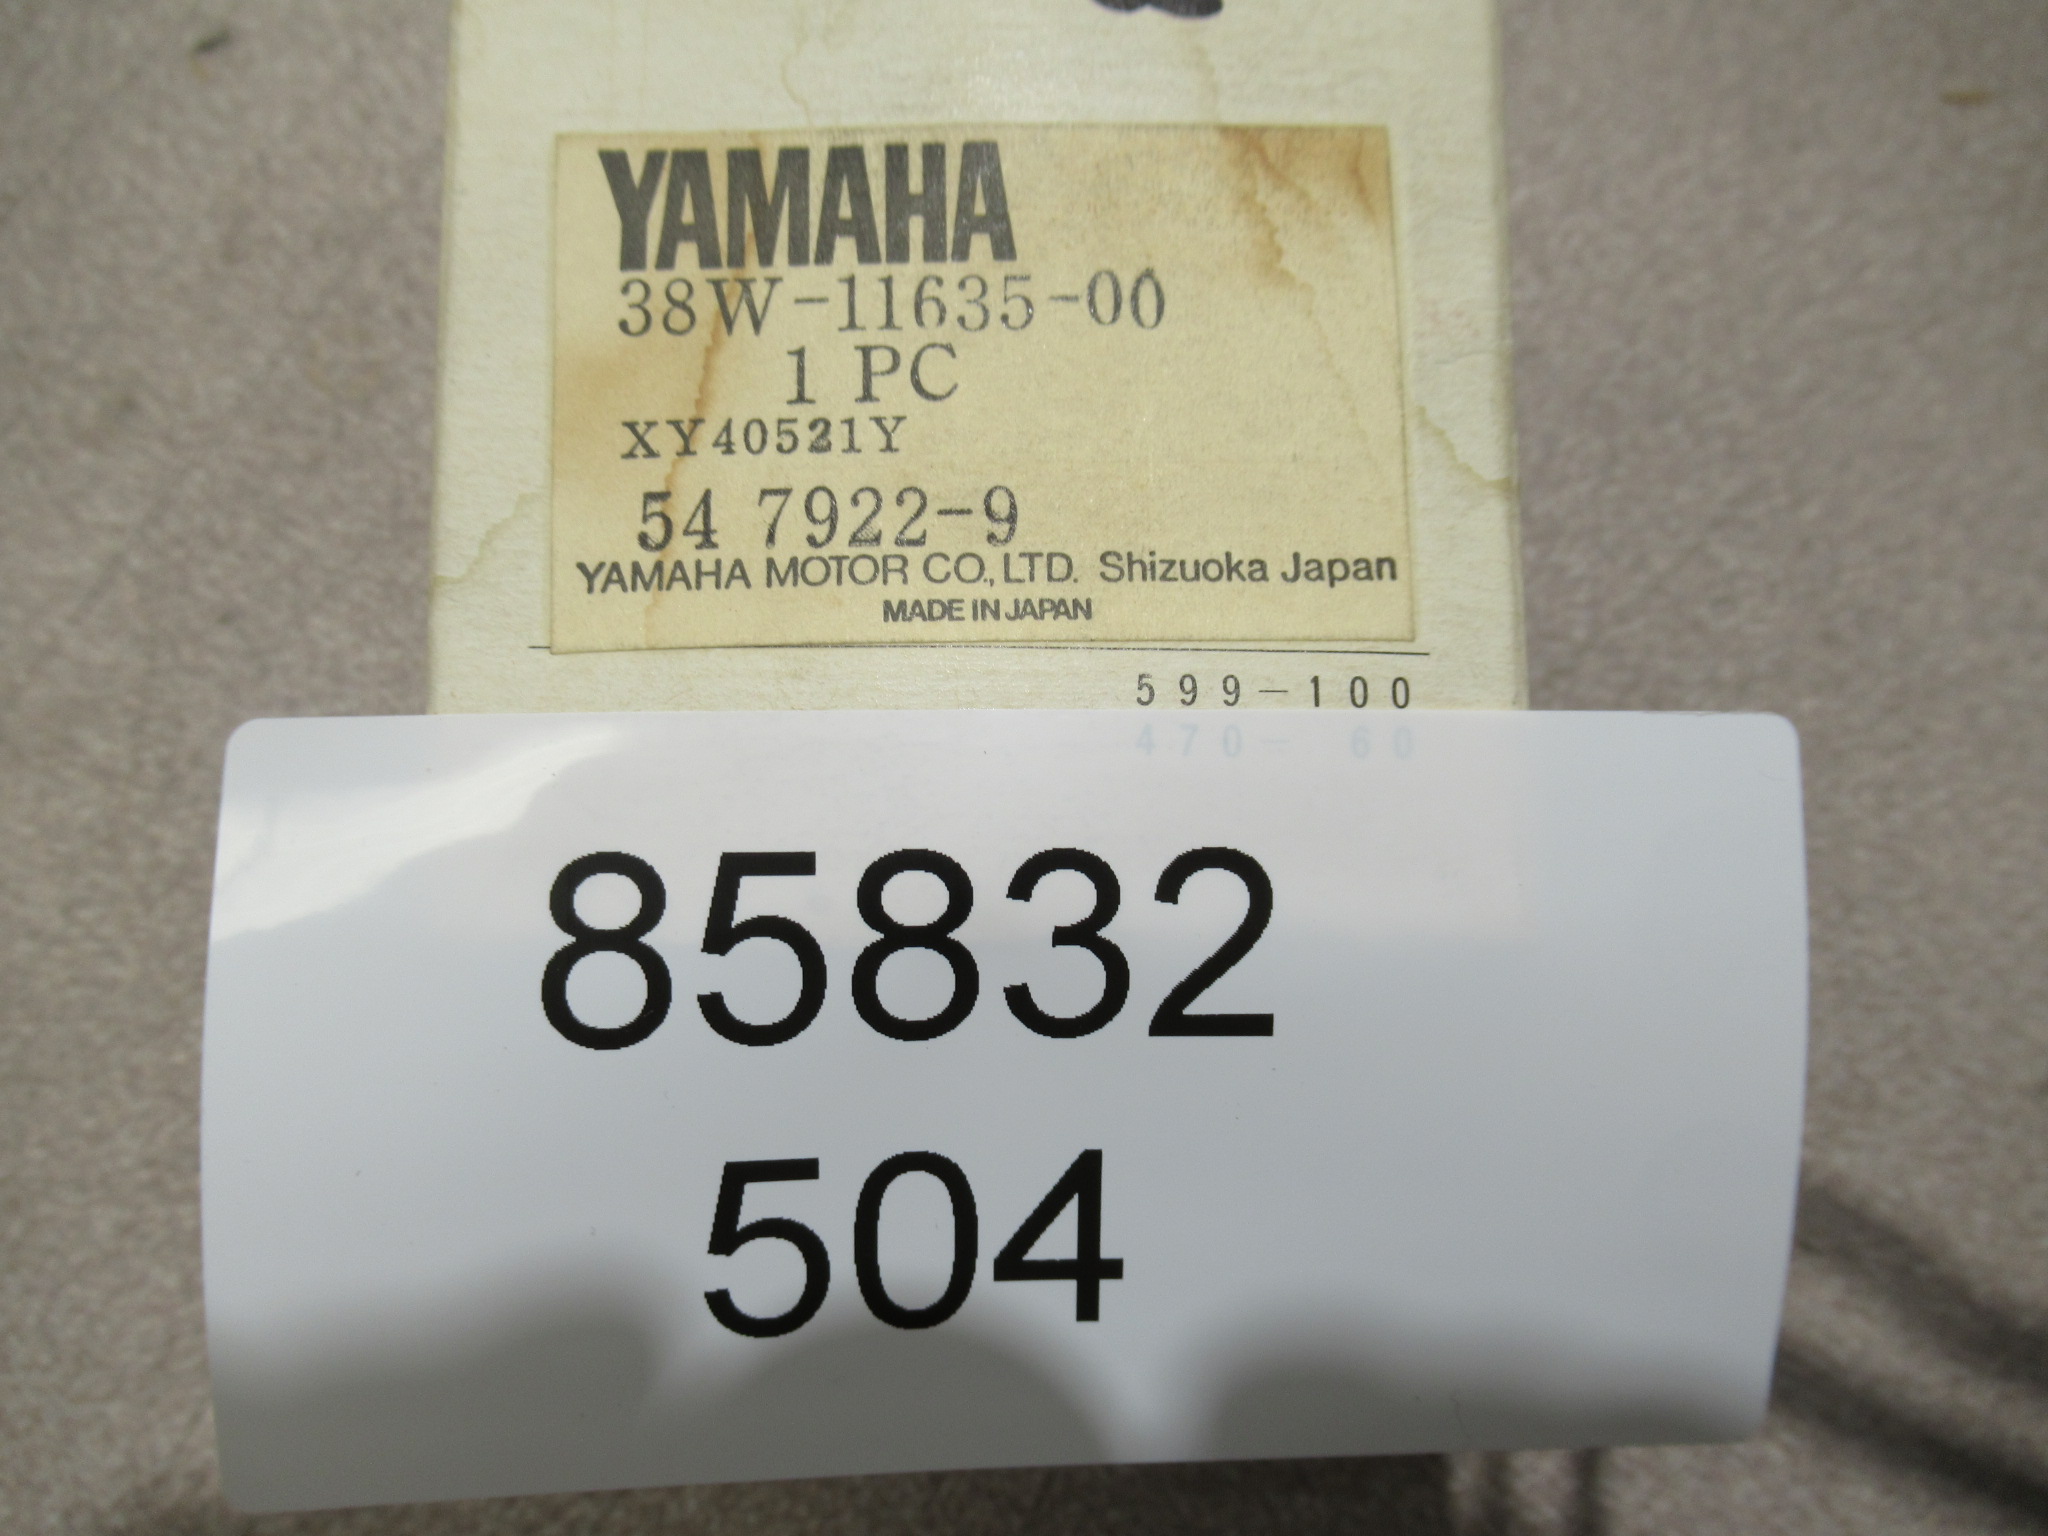 YAMAHA
38W-11635-00
1 PC
XY40521Y
54 7922-9
YAMAHA MOTOR CO., LTD. Shizuoka Japan
MADE IN JAPAN
599-100
470- 60
85832
504